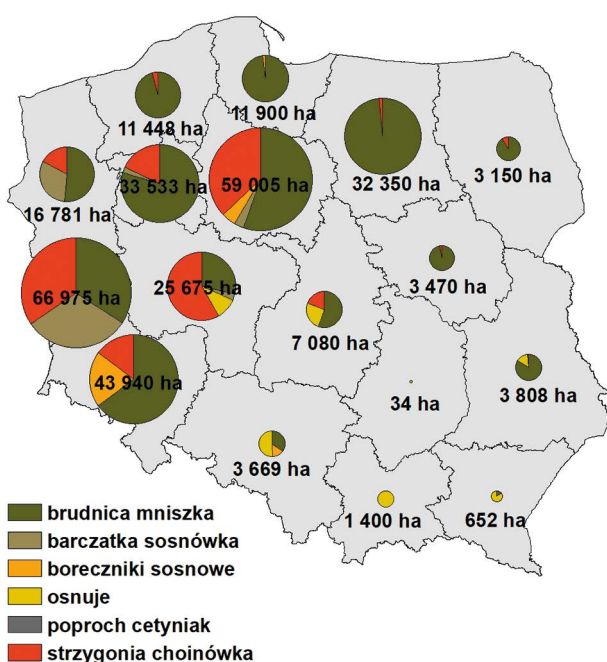 11 448 ha
11 900 ha
32 350 ha
3 150 ha
16 781 ha
33 533 ha
59 005 ha
3 470 ha
66 975 ha
25 675 ha
7 080 ha
43 940 ha
34 ha
3 808 ha
3 669 ha
1 400 ha
652 ha
brudnica mniszka
barczatka sosnówka
boreczniki sosnowe
osnuje
poproch cetyniak
strzygonia choinówka